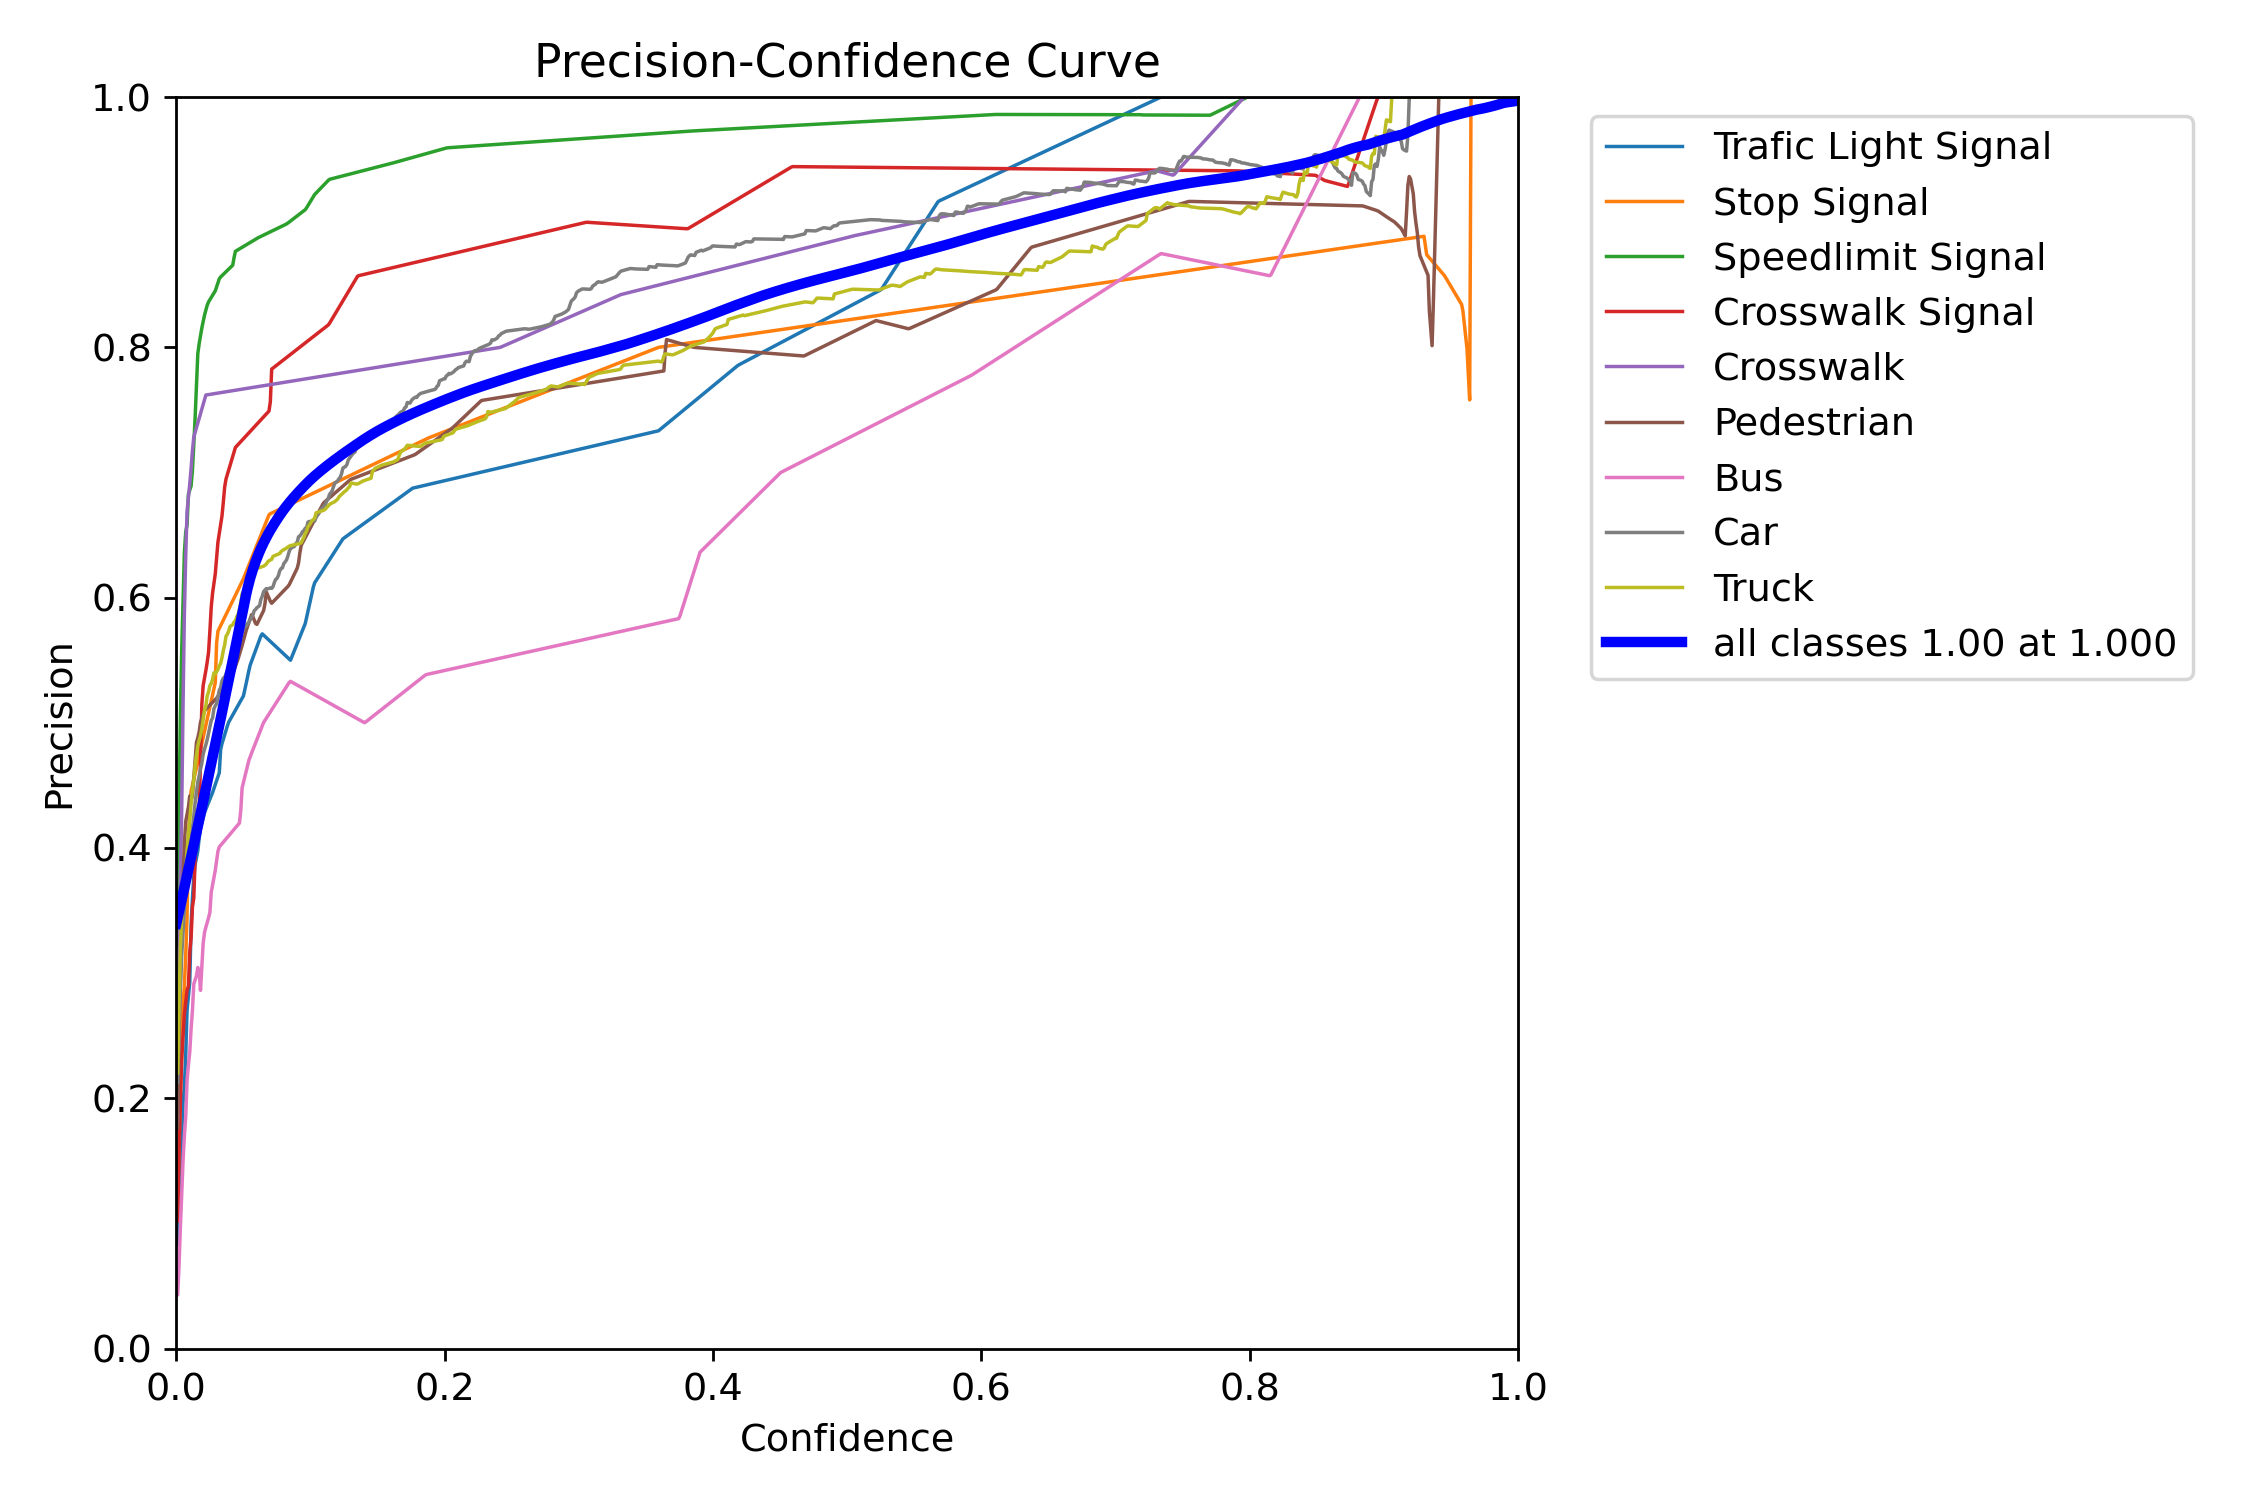 Precision-Confidence Curve
1.0
0.8
0.6
0.4
0.2
0.0
Precision
0.0 0.2 0.4 0.6 0.8 1.0
Confidence
Trafic Light Signal
Stop Signal
Speedlimit Signal
Crosswalk Signal
Crosswalk
Pedestrian
Bus
Car
Truck
all classes 1.00 at 1.000